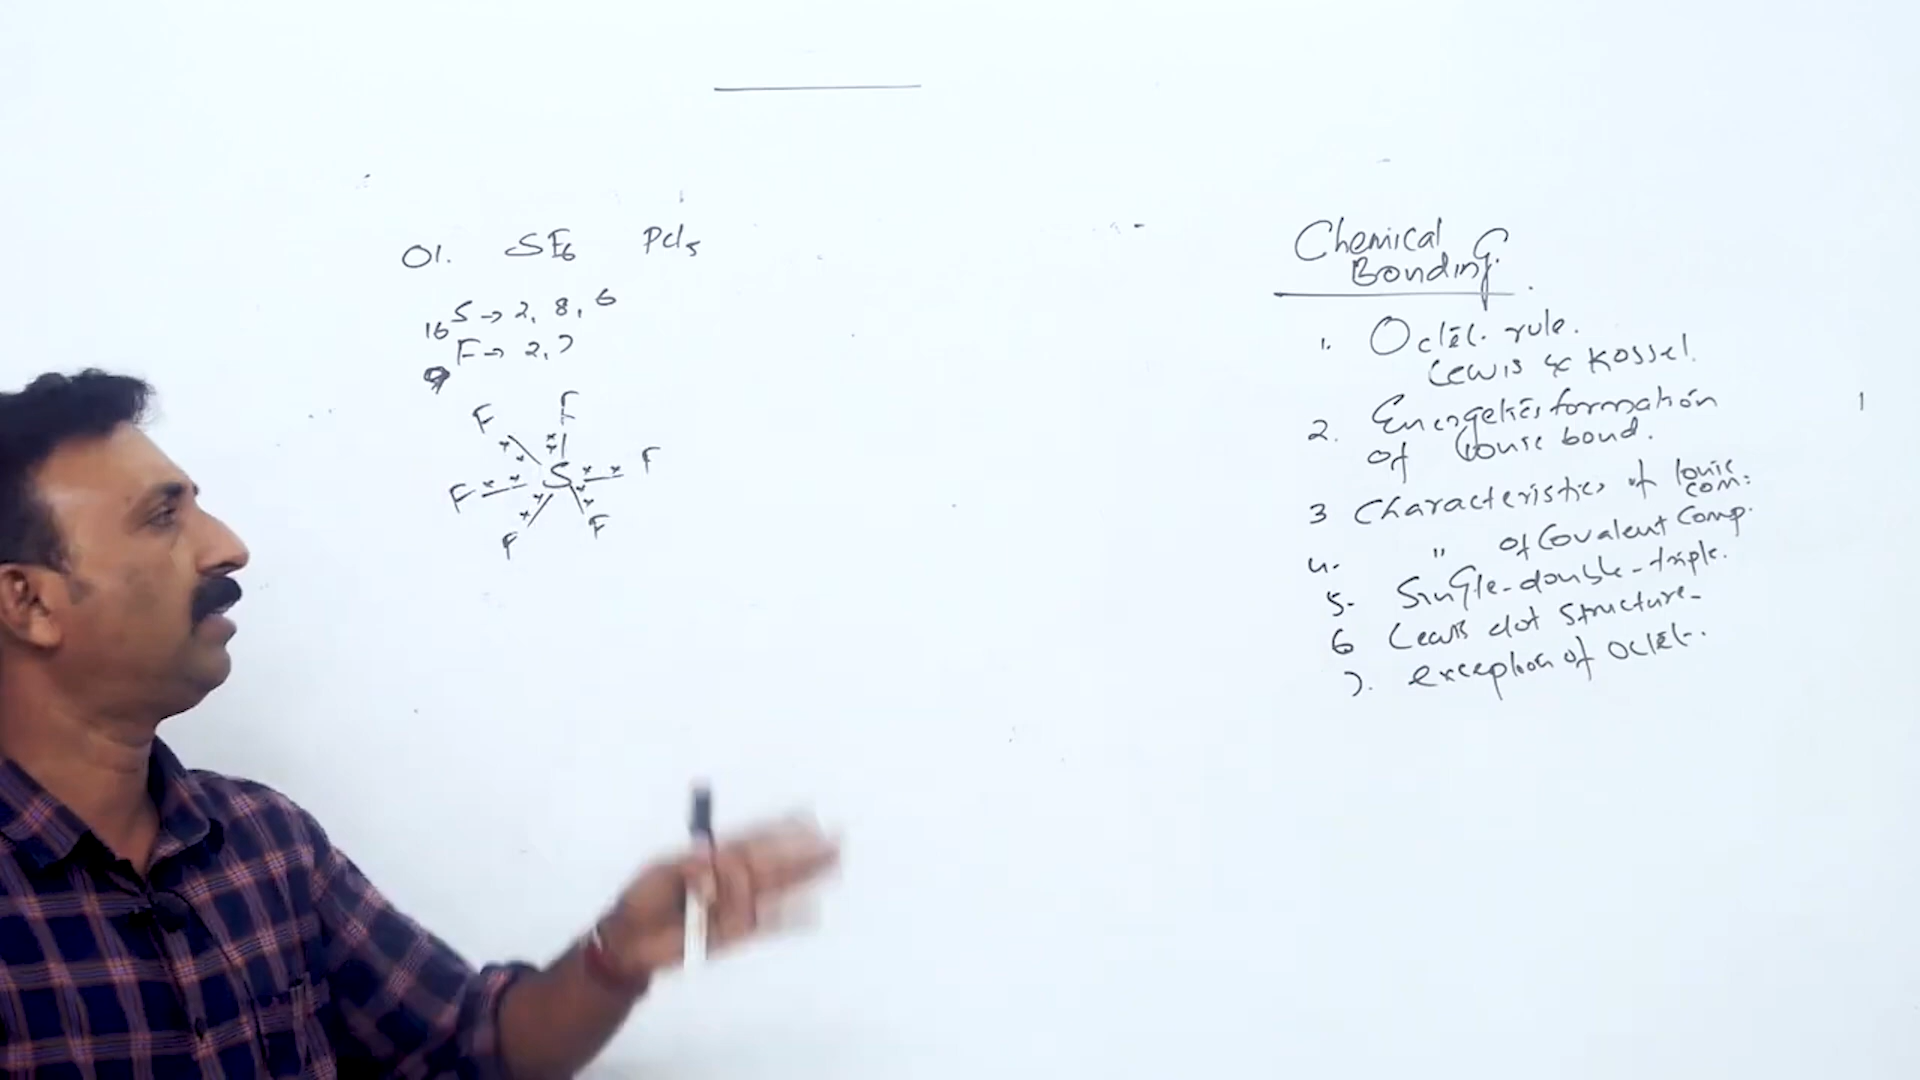 01. SF6 PCl5
16 S → 2, 8, 6
9 F → 2, 7
F F
F S F
F F
Chemical
Bonding.
1. Octet. rule.
Lewis & Kossel.
2. Energetics formation
of Ionic bond.
3 Characteristics of Ionic
com:
4. " of Covalent Comp.
5. Single-double-triple.
6 Lewis dot structure-
7. exception of Octet-.